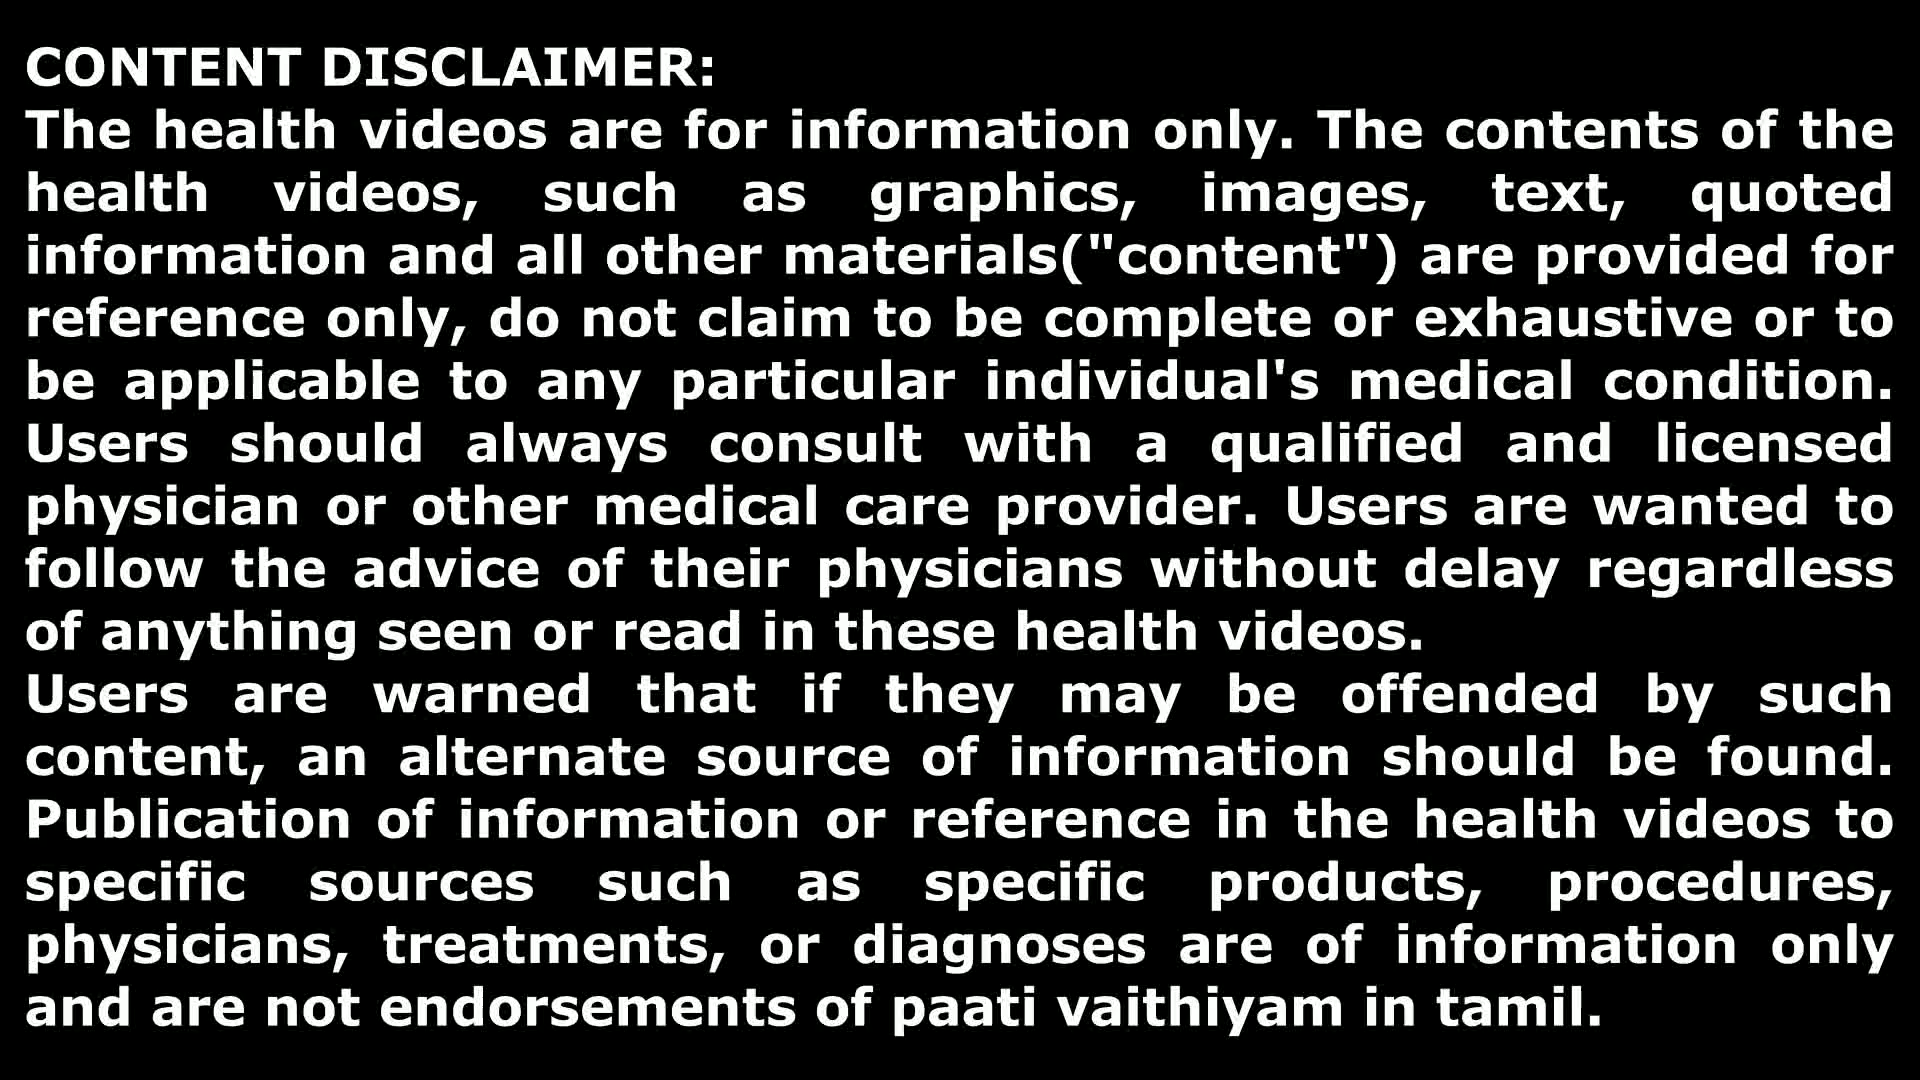 CONTENT DISCLAIMER:
The health videos are for information only. The contents of the
health videos, such as graphics, images, text, quoted
information and all other materials("content") are provided for
reference only, do not claim to be complete or exhaustive or to
be applicable to any particular individual's medical condition.
Users should always consult with a qualified and licensed
physician or other medical care provider. Users are wanted to
follow the advice of their physicians without delay regardless
of anything seen or read in these health videos.
Users are warned that if they may be offended by such
content, an alternate source of information should be found.
Publication of information or reference in the health videos to
specific sources such as specific products, procedures,
physicians, treatments, or diagnoses are of information only
and are not endorsements of paati vaithiyam in tamil.